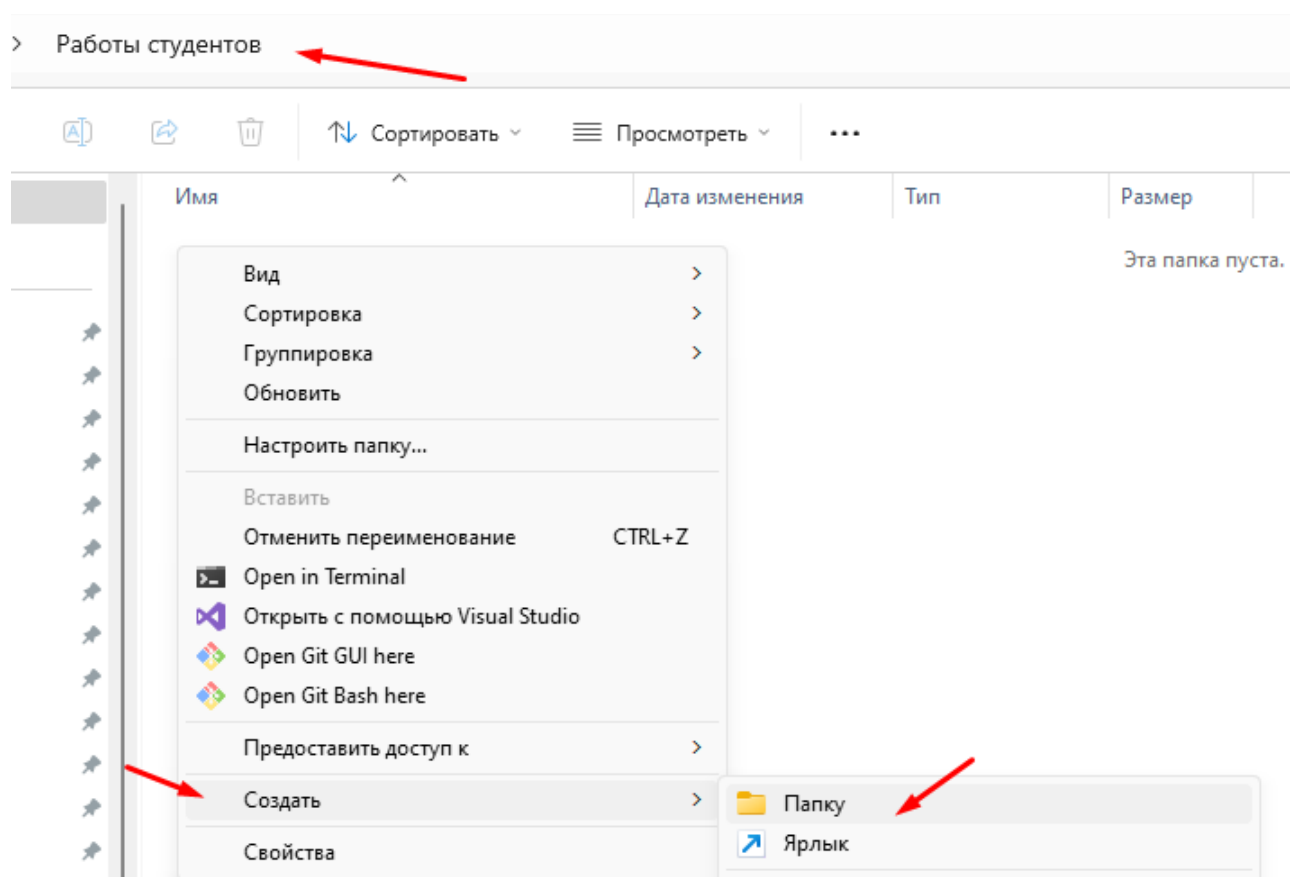 Работы студентов
Сортировать Просмотреть
Имя Дата изменения Тип Размер
Эта папка пуста.
Вид
Сортировка
Группировка
Обновить
Настроить папку...
Вставить
Отменить переименование CTRL+Z
Open in Terminal
Открыть с помощью Visual Studio
Open Git GUI here
Open Git Bash here
Предоставить доступ к
Создать
Папку
Ярлык
Свойства